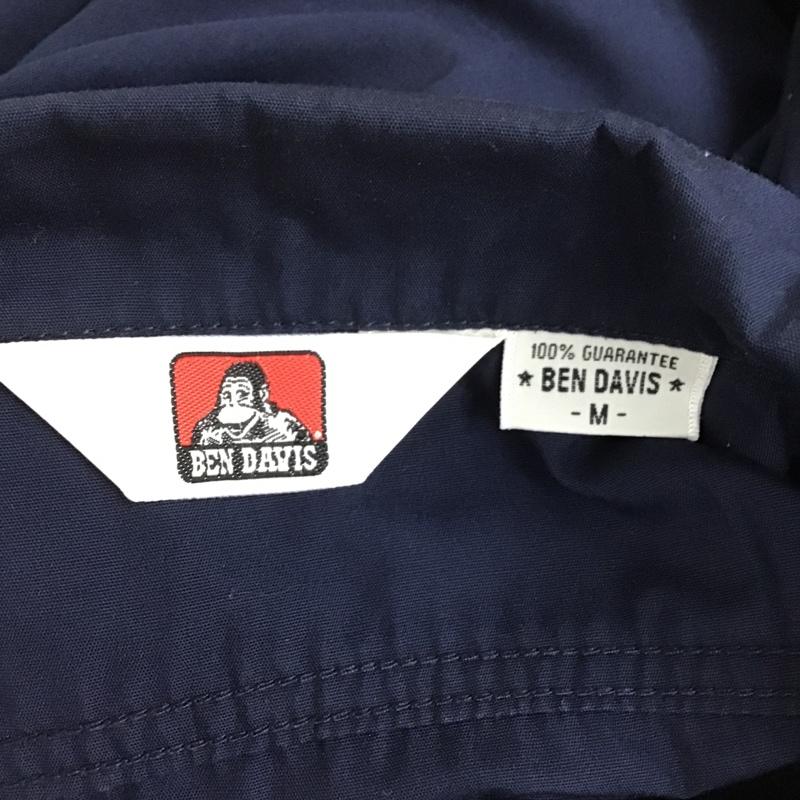 BEN DAVIS
100% GUARANTEE
★ BEN DAVIS ★
- M -